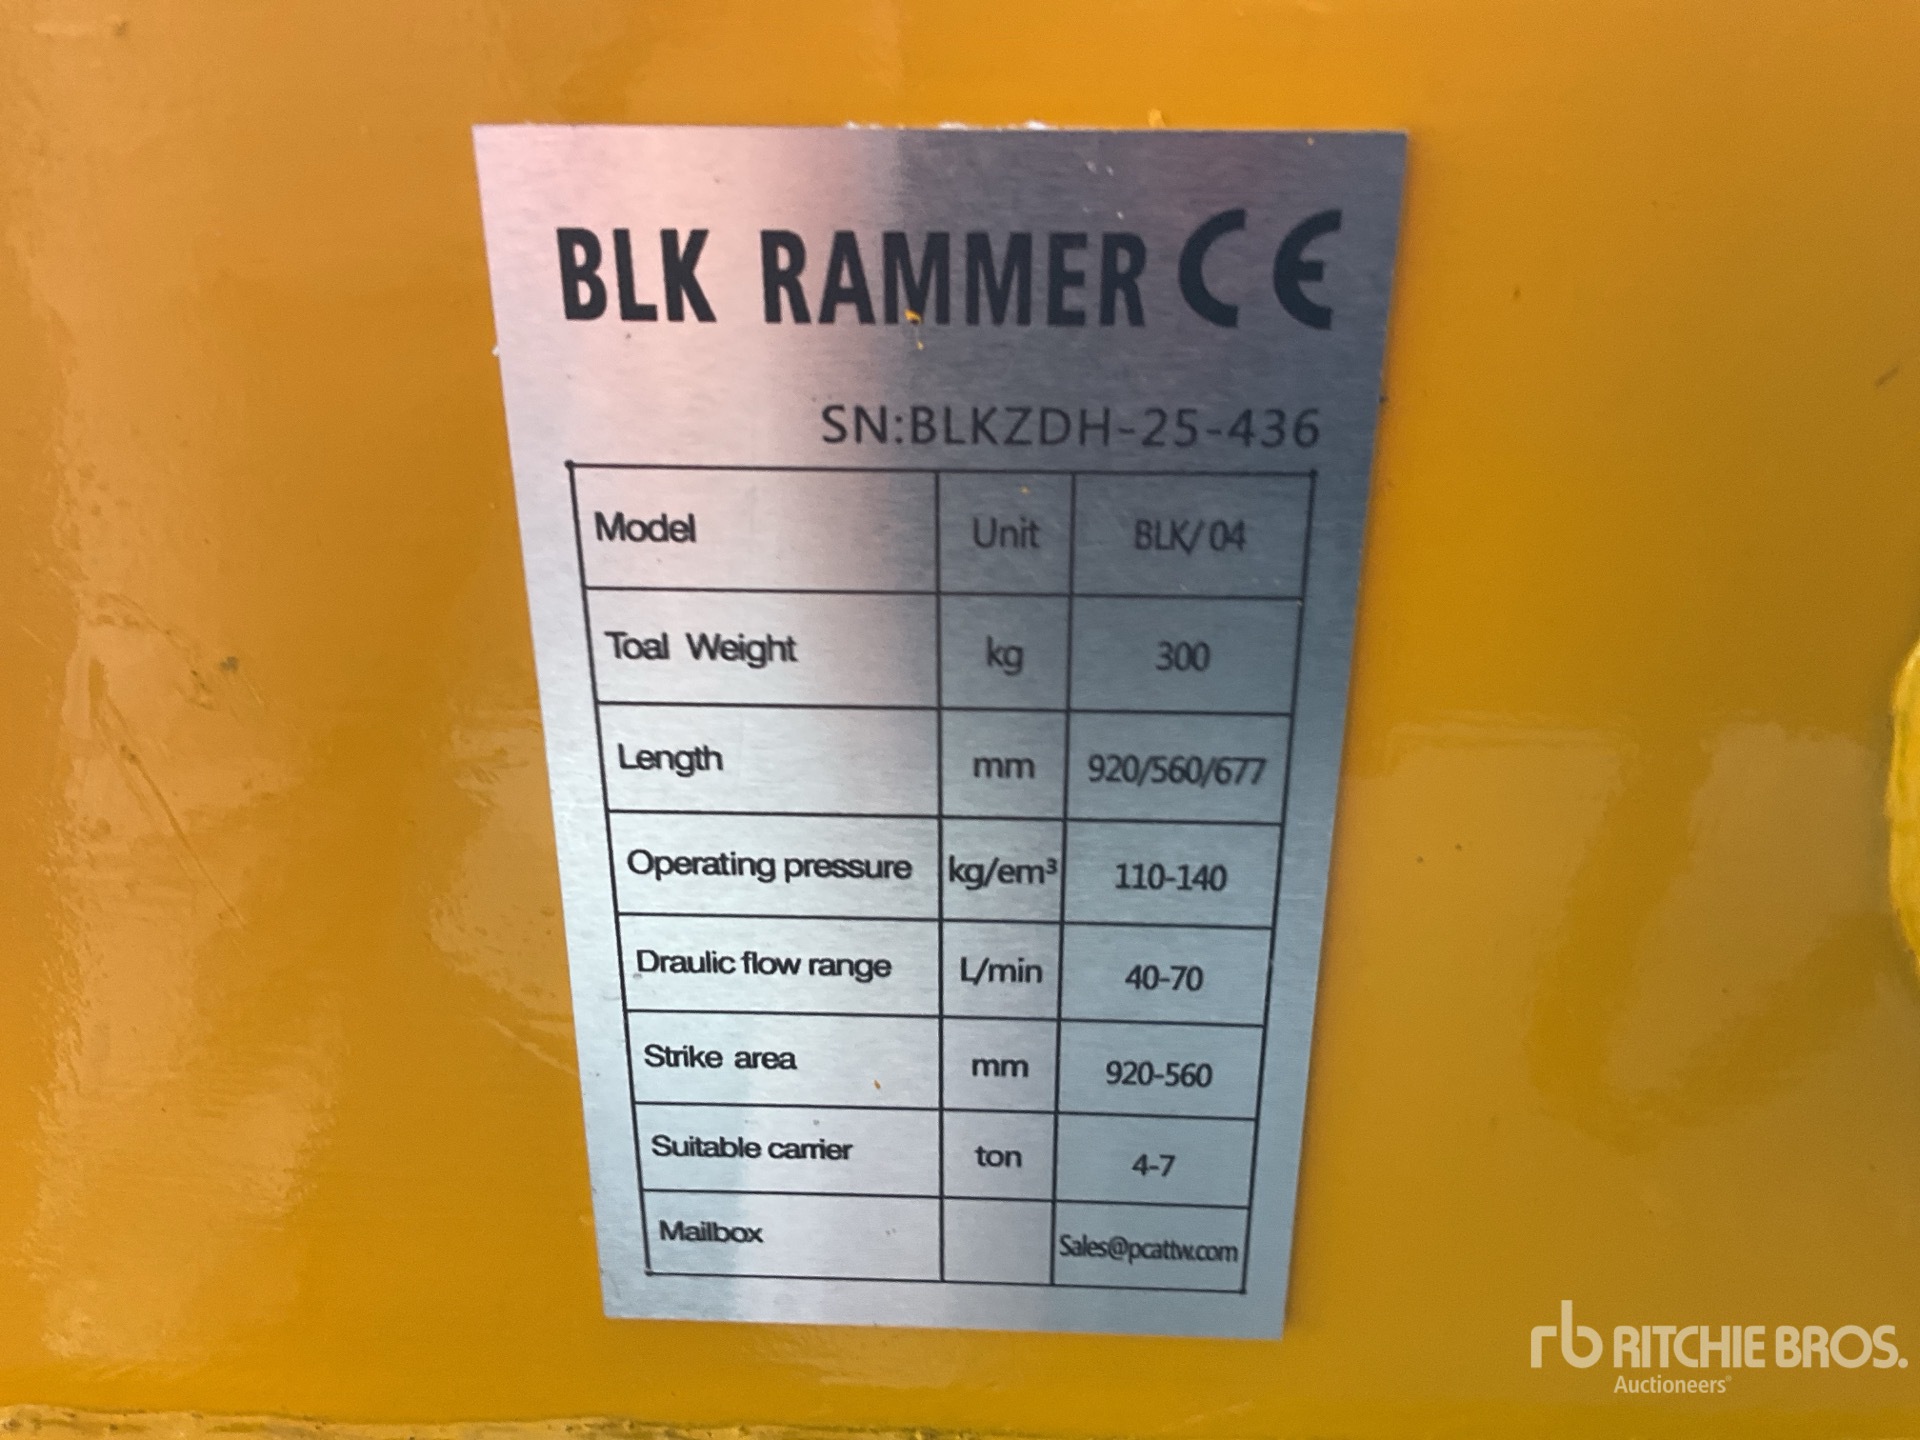 BLK RAMMER CE
SN:BLKZDH-25-436
Model Unit BLK/04
Toal Weight kg 300
Length mm 920/560/677
Operating pressure kg/em³ 110-140
Draulic flow range L/min 40-70
Strike area mm 920-560
Suitable carrier ton 4-7
Mailbox Sales@pcattw.com
rb RITCHIE BROS.
Auctioneers